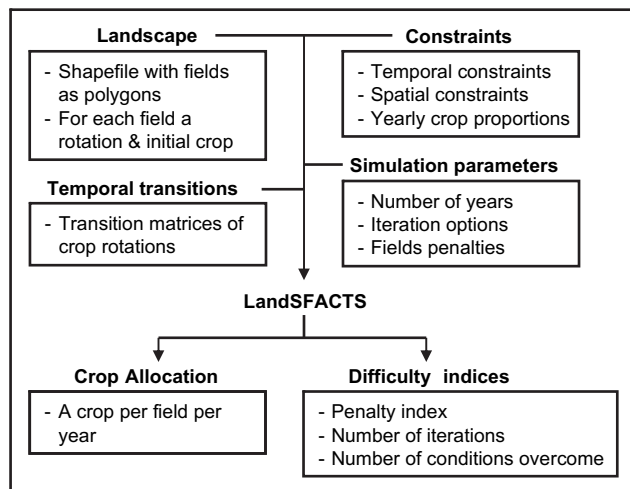 Landscape
- Shapefile with fields
as polygons
- For each field a
rotation & initial crop
Constraints
- Temporal constraints
- Spatial constraints
- Yearly crop proportions
Temporal transitions
- Transition matrices of
crop rotations
Simulation parameters
- Number of years
- Iteration options
- Fields penalties
LandSFACTS
Crop Allocation
- A crop per field per
year
Difficulty indices
- Penalty index
- Number of iterations
- Number of conditions overcome